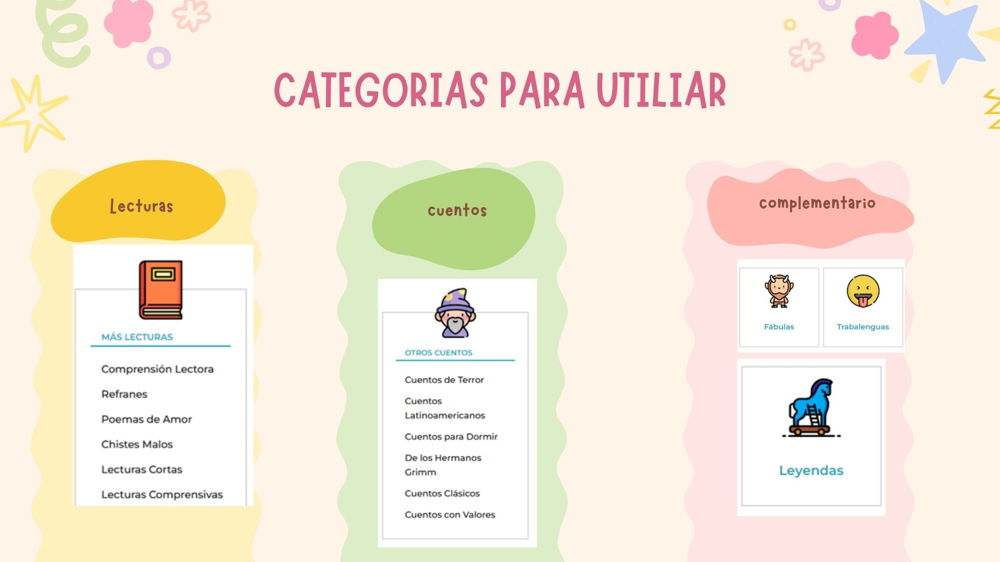 CATEGORIAS PARA UTILIAR
Lecturas
MÁS LECTURAS
Comprensión Lectora
Refranes
Poemas de Amor
Chistes Malos
Lecturas Cortas
Lecturas Comprensivas
cuentos
OTROS CUENTOS
Cuentos de Terror
Cuentos
Latinoamericanos
Cuentos para Dormir
De los Hermanos
Grimm
Cuentos Clásicos
Cuentos con Valores
complementario
Fábulas
Trabalenguas
Leyendas